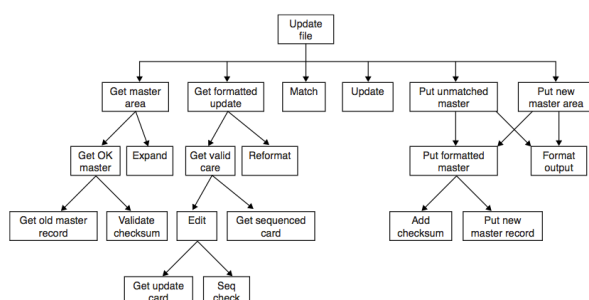 Update
file
Get master
area
Get formatted
update
Match
Update
Put unmatched
master
Put new
master area
Get OK
master
Expand
Get valid
care
Reformat
Put formatted
master
Format
output
Get old master
record
Validate
checksum
Edit
Get sequenced
card
Add
checksum
Put new
master record
Get update
card
Seq
check